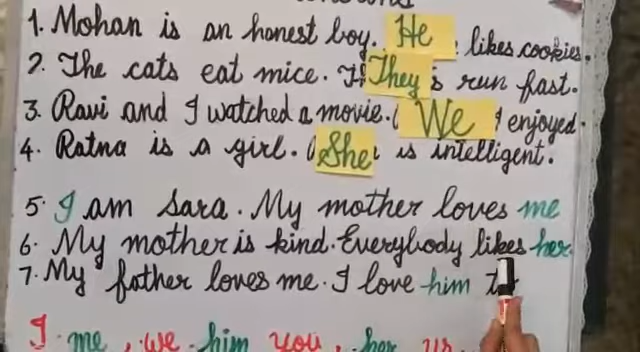 1. Mohan is an honest boy. He likes cookies.
2. The cats eat mice. They run fast.
3. Ravi and I watched a movie. We enjoyed.
4. Ratna is a girl. She is intelligent.
5. I am Sara. My mother loves me
6. My mother is kind. Everybody likes her.
7. My father loves me. I love him
I, me, we, him you, her us